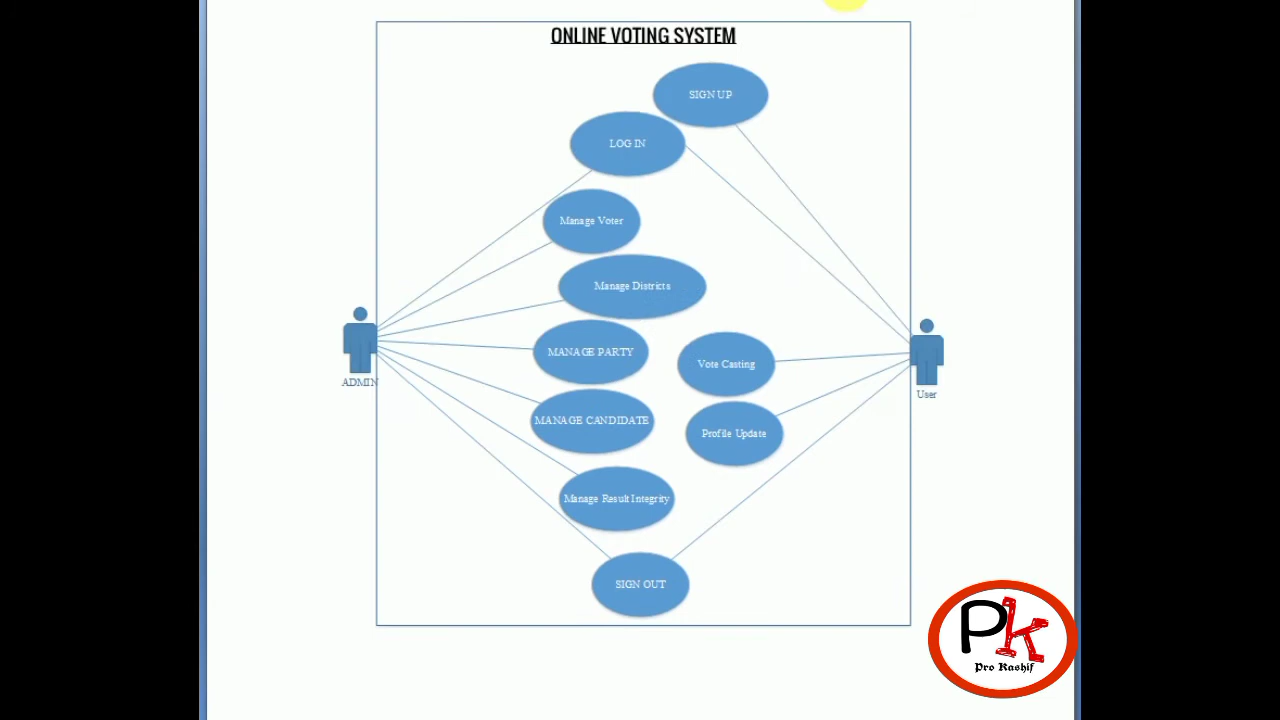 ONLINE VOTING SYSTEM
SIGN UP
LOG IN
Manage Voter
Manage Districts
MANAGE PARTY
Vote Casting
ADMIN
User
MANAGE CANDIDATE
Profile Update
Manage Result Integrity
SIGN OUT
PK
Pro Kashif